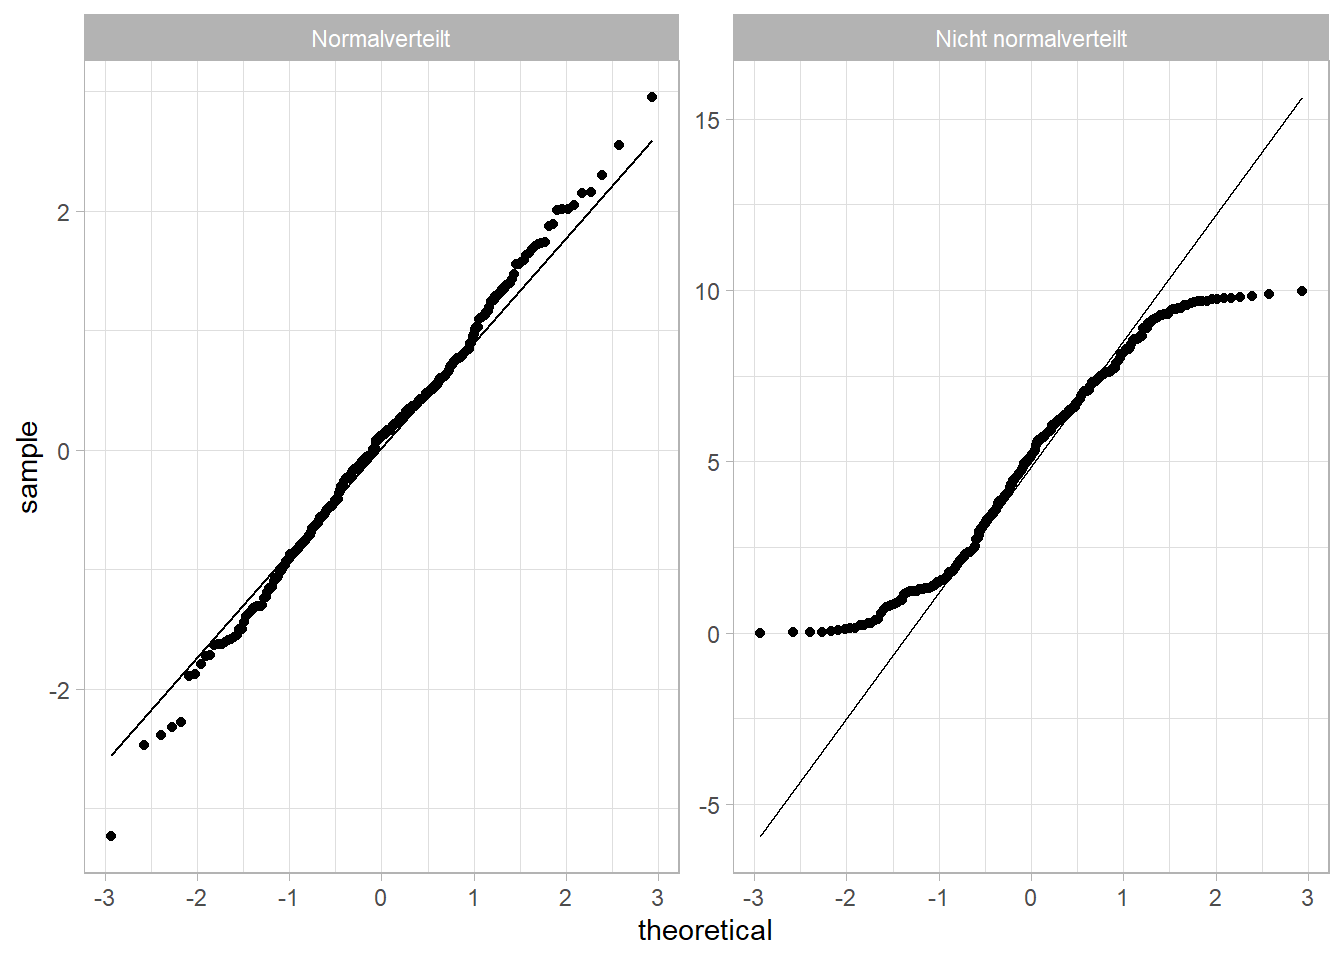 Normalverteilt
Nicht normalverteilt
sample
2
0
-2
15
10
5
0
-5
-3 -2 -1 0 1 2 3
-3 -2 -1 0 1 2 3
theoretical